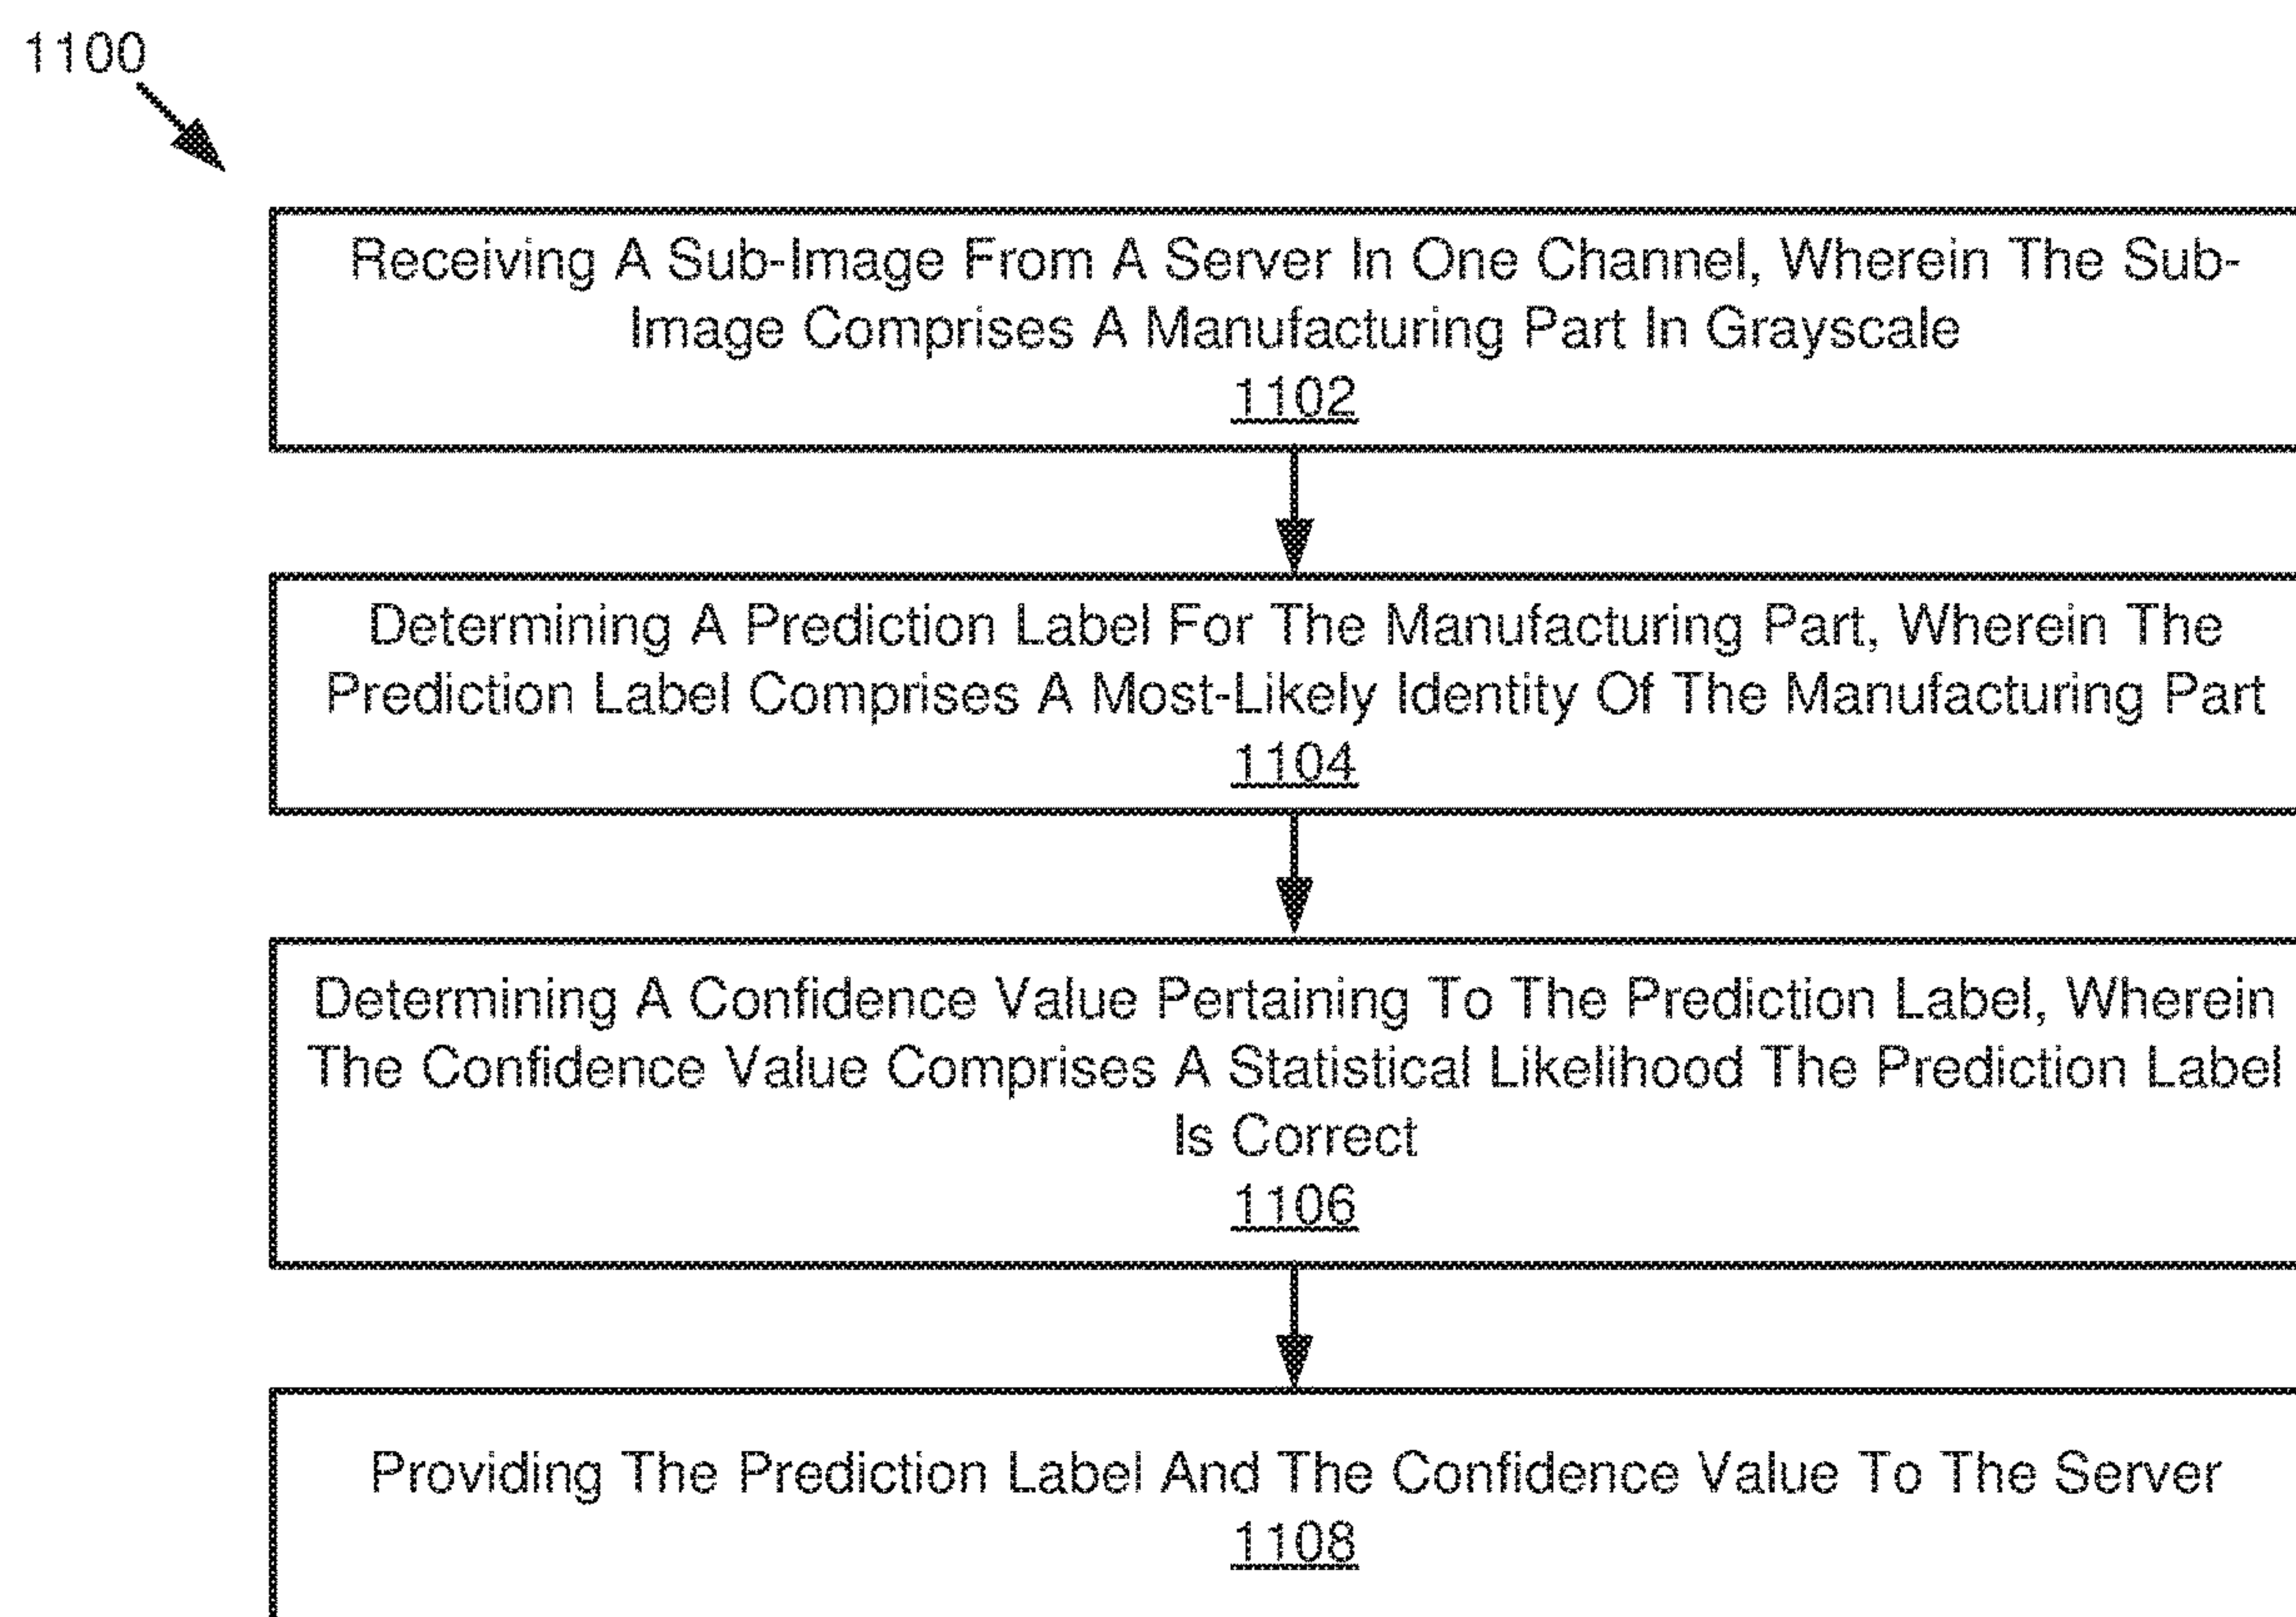 1100
Receiving A Sub-Image From A Server In One Channel, Wherein The Sub-
Image Comprises A Manufacturing Part In Grayscale
1102
Determining A Prediction Label For The Manufacturing Part, Wherein The
Prediction Label Comprises A Most-Likely Identity Of The Manufacturing Part
1104
Determining A Confidence Value Pertaining To The Prediction Label, Wherein
The Confidence Value Comprises A Statistical Likelihood The Prediction Label
Is Correct
1106
Providing The Prediction Label And The Confidence Value To The Server
1108